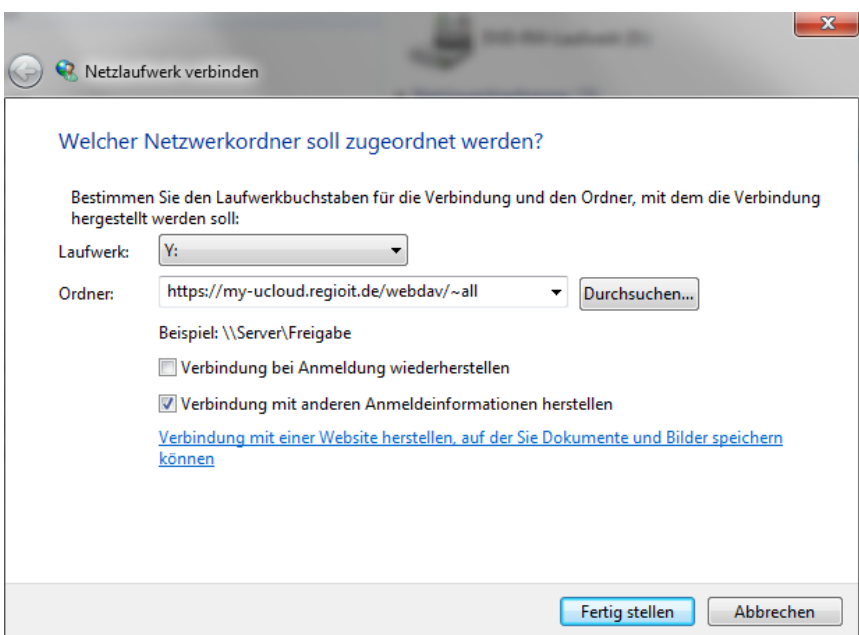 Netzlaufwerk verbinden
Welcher Netzwerkordner soll zugeordnet werden?
Bestimmen Sie den Laufwerkbuchstaben für die Verbindung und den Ordner, mit dem die Verbindung
hergestellt werden soll:
Laufwerk: Y:
Ordner: https://my-ucloud.regioit.de/webdav/~all Durchsuchen...
Beispiel: \\Server\Freigabe
Verbindung bei Anmeldung wiederherstellen
Verbindung mit anderen Anmeldeinformationen herstellen
Verbindung mit einer Website herstellen, auf der Sie Dokumente und Bilder speichern
können
Fertig stellen Abbrechen